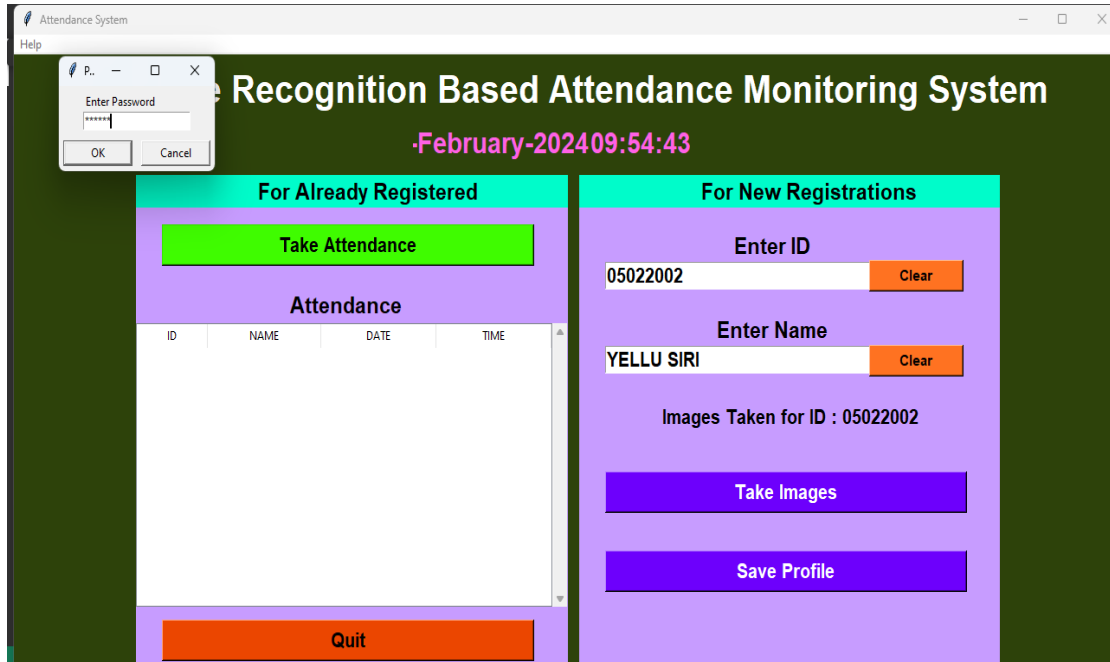 Attendance System
Help
P..
Enter Password
******
OK
Cancel
Recognition Based Attendance Monitoring System
-February-2024 09:54:43
For Already Registered
Take Attendance
Attendance
ID NAME DATE TIME
Quit
For New Registrations
Enter ID
05022002
Clear
Enter Name
YELLU SIRI
Clear
Images Taken for ID : 05022002
Take Images
Save Profile